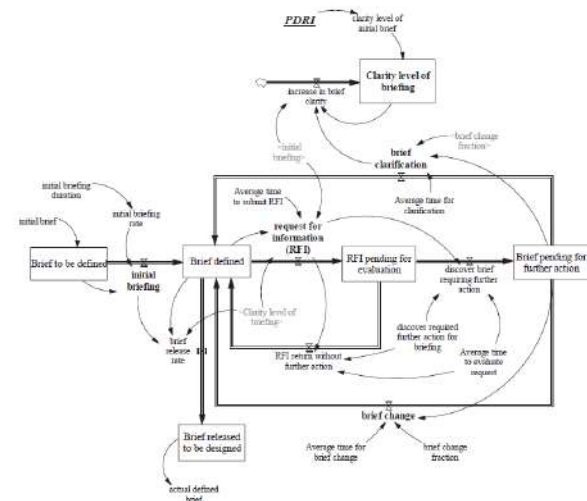 PDRI
clarity level of
initial brief
Clarity level of
briefing
increase in brief
clarity
<brief change
fraction>
brief
clarification
<initial
briefing>
initial briefing
duration
Average time
to submit RFI
Average time for
clarification
initial brief
initial briefing
rate
request for
information
(RFI)
Brief to be defined
initial
briefing
Brief defined
RFI pending for
evaluation
discover brief
requiring further
action
Brief pending for
further action
<Clarity level of
briefing>
brief
release
rate
RFI return without
further action
discover required
further action for
briefing
Average time
to evaluate
request
brief change
Brief released
to be designed
Average time for
brief change
brief change
fraction
actual defined
brief